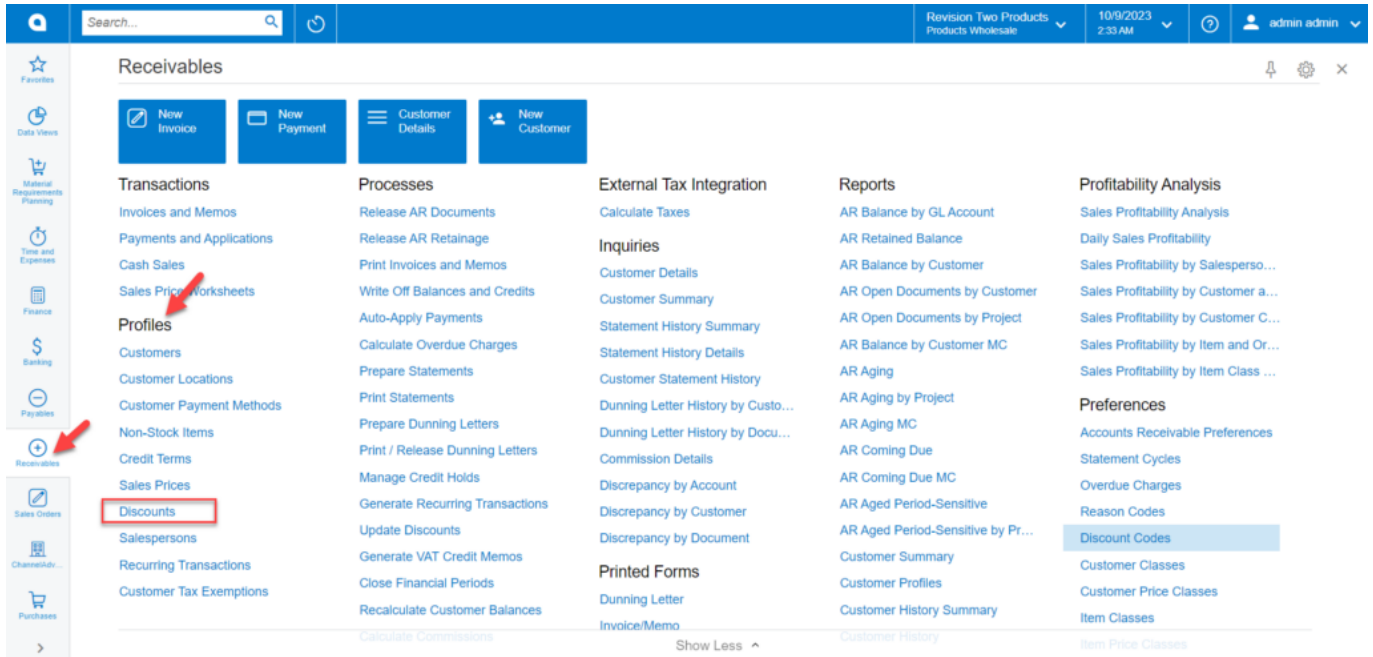 Search...
Revision Two Products
Products Wholesale
10/9/2023
2:33 AM
admin admin
Favorites
Data Views
Material
Requirements
Planning
Time and
Expenses
Finance
Banking
Payables
Receivables
Sales Orders
ChannelAdv...
Purchases
Receivables
New
Invoice
New
Payment
Customer
Details
New
Customer
Transactions
Invoices and Memos
Payments and Applications
Cash Sales
Sales Price Worksheets
Profiles
Customers
Customer Locations
Customer Payment Methods
Non-Stock Items
Credit Terms
Sales Prices
Discounts
Salespersons
Recurring Transactions
Customer Tax Exemptions
Processes
Release AR Documents
Release AR Retainage
Print Invoices and Memos
Write Off Balances and Credits
Auto-Apply Payments
Calculate Overdue Charges
Prepare Statements
Print Statements
Prepare Dunning Letters
Print / Release Dunning Letters
Manage Credit Holds
Generate Recurring Transactions
Update Discounts
Generate VAT Credit Memos
Close Financial Periods
Recalculate Customer Balances
Calculate Commissions
External Tax Integration
Calculate Taxes
Inquiries
Customer Details
Customer Summary
Statement History Summary
Statement History Details
Customer Statement History
Dunning Letter History by Custo...
Dunning Letter History by Docu...
Commission Details
Discrepancy by Account
Discrepancy by Customer
Discrepancy by Document
Printed Forms
Dunning Letter
Invoice/Memo
Reports
AR Balance by GL Account
AR Retained Balance
AR Balance by Customer
AR Open Documents by Customer
AR Open Documents by Project
AR Balance by Customer MC
AR Aging
AR Aging by Project
AR Aging MC
AR Coming Due
AR Coming Due MC
AR Aged Period-Sensitive
AR Aged Period-Sensitive by Pr...
Customer Summary
Customer Profiles
Customer History Summary
Customer History
Profitability Analysis
Sales Profitability Analysis
Daily Sales Profitability
Sales Profitability by Salesperso...
Sales Profitability by Customer a...
Sales Profitability by Customer C...
Sales Profitability by Item and Or...
Sales Profitability by Item Class ...
Preferences
Accounts Receivable Preferences
Statement Cycles
Overdue Charges
Reason Codes
Discount Codes
Customer Classes
Customer Price Classes
Item Classes
Item Price Classes
Show Less